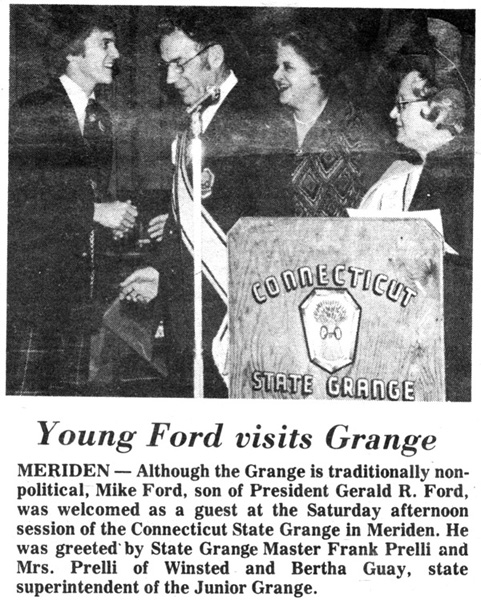 CONNECTICUT
STATE GRANGE
Young Ford visits Grange
MERIDEN — Although the Grange is traditionally non-
political, Mike Ford, son of President Gerald R. Ford,
was welcomed as a guest at the Saturday afternoon
session of the Connecticut State Grange in Meriden. He
was greeted by State Grange Master Frank Prelli and
Mrs. Prelli of Winsted and Bertha Guay, state
superintendent of the Junior Grange.